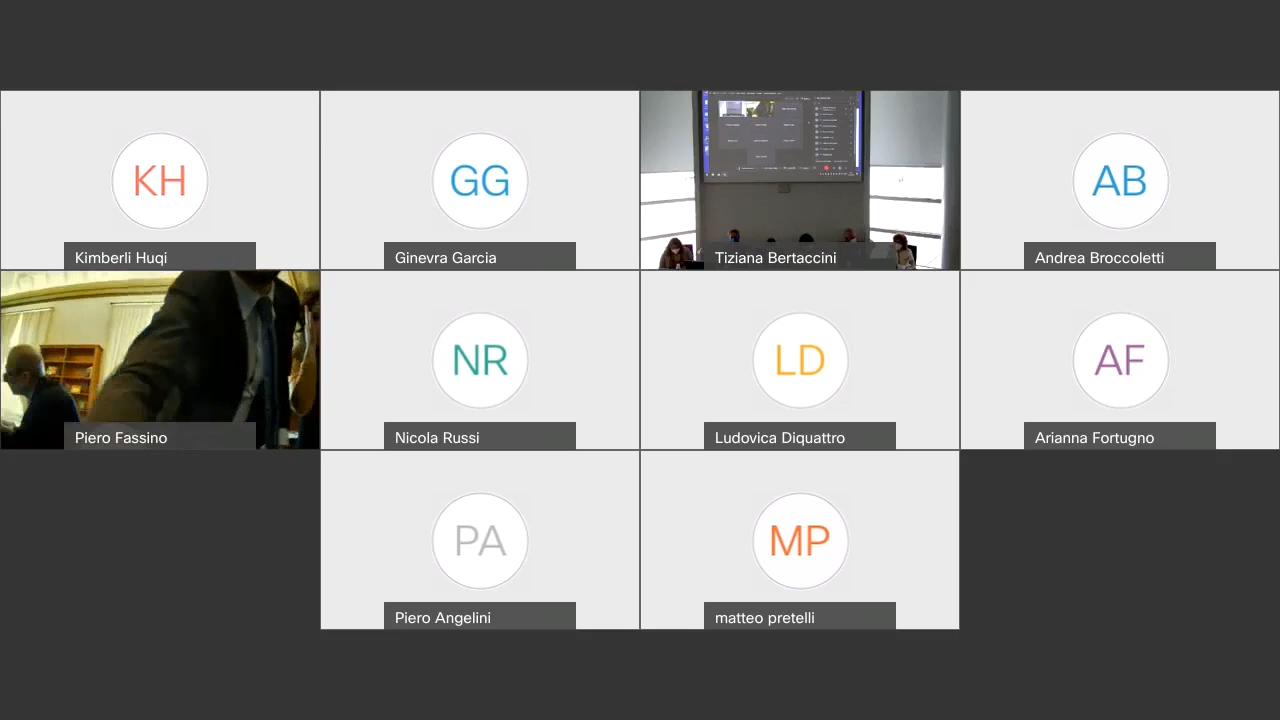 KH
GG
AB
Kimberli Huqi
Ginevra Garcia
Tiziana Bertaccini
Andrea Broccoletti
NR
LD
AF
Piero Fassino
Nicola Russi
Ludovica Diquattro
Arianna Fortugno
PA
MP
Piero Angelini
matteo pretelli